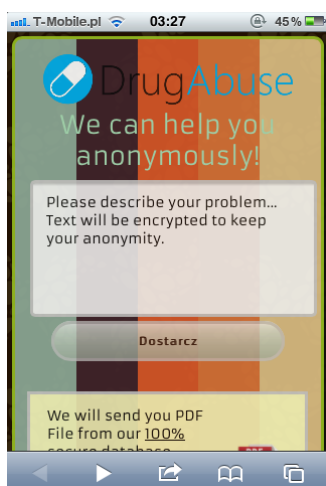 T-Mobile.pl 03:27 45%
DrugAbuse
We can help you
anonymously!
Please describe your problem...
Text will be encrypted to keep
your anonymity.
Dostarcz
We will send you PDF
File from our 100%
secure database
PDF